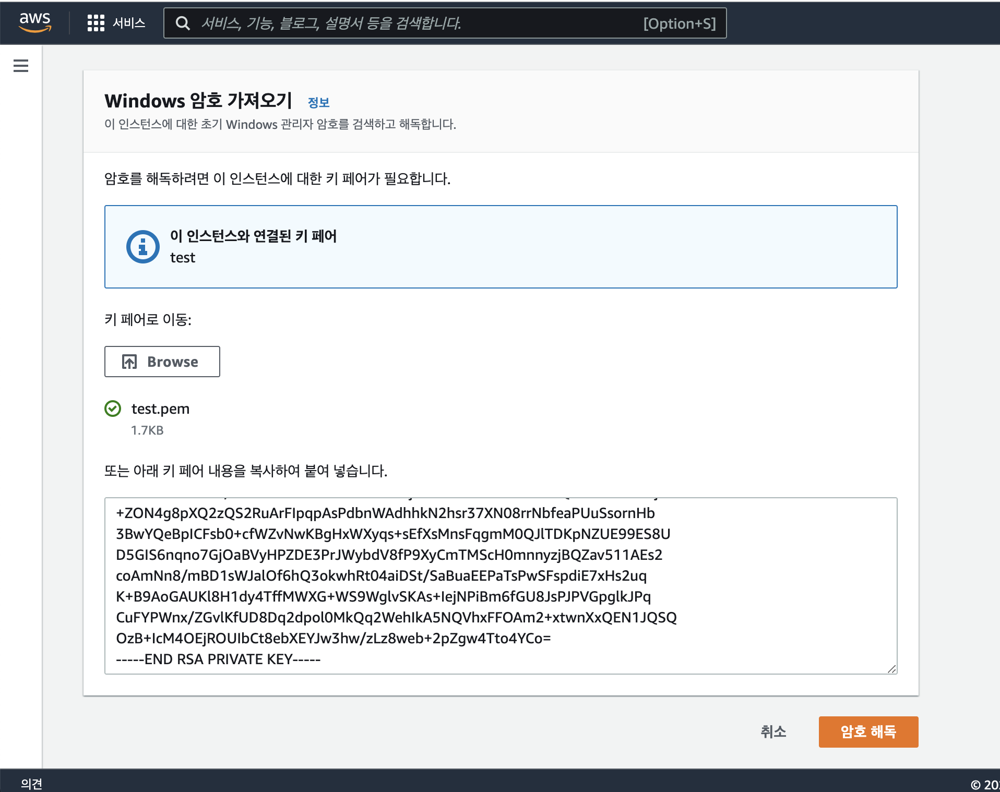 aws
서비스
서비스, 기능, 블로그, 설명서 등을 검색합니다.
[Option+S]
Windows 암호 가져오기 정보
이 인스턴스에 대한 초기 Windows 관리자 암호를 검색하고 해독합니다.
암호를 해독하려면 이 인스턴스에 대한 키 페어가 필요합니다.
이 인스턴스와 연결된 키 페어
test
키 페어로 이동:
Browse
test.pem
1.7KB
또는 아래 키 페어 내용을 복사하여 붙여 넣습니다.
+ZON4g8pXQ2zQS2RuArFIpqpAsPdbnWAdhhkN2hsr37XN08rrNbfeaPUuSsornHb
3BwYQeBpICFsb0+cfWZvNwKBgHxWXyqs+sEfXsMnsFqgmM0QJlTDKpNZUE99ES8U
D5GIS6nqno7GjOaBVyHPZDE3PrJWybdV8fP9XyCmTMScH0mnnyzjBQZav511AEs2
coAmNn8/mBD1sWJalOf6hQ3okwhRt04aiDSt/SaBuaEEPaTsPwSFspdiE7xHs2uq
K+B9AoGAUKl8H1dy4TffMWXG+WS9WglvSKAs+IejNPiBm6fGU8JsPJPVGpglkJPq
CuFYPWnx/ZGvlKfUD8Dq2dpol0MkQq2WehIkA5NQVhxFFOAm2+xtwnXxQEN1JQSQ
OzB+IcM4OEjROUIbCt8ebXEYJw3hw/zLz8web+2pZgw4Tto4YCo=
-----END RSA PRIVATE KEY-----
취소
암호 해독
의견
© 20